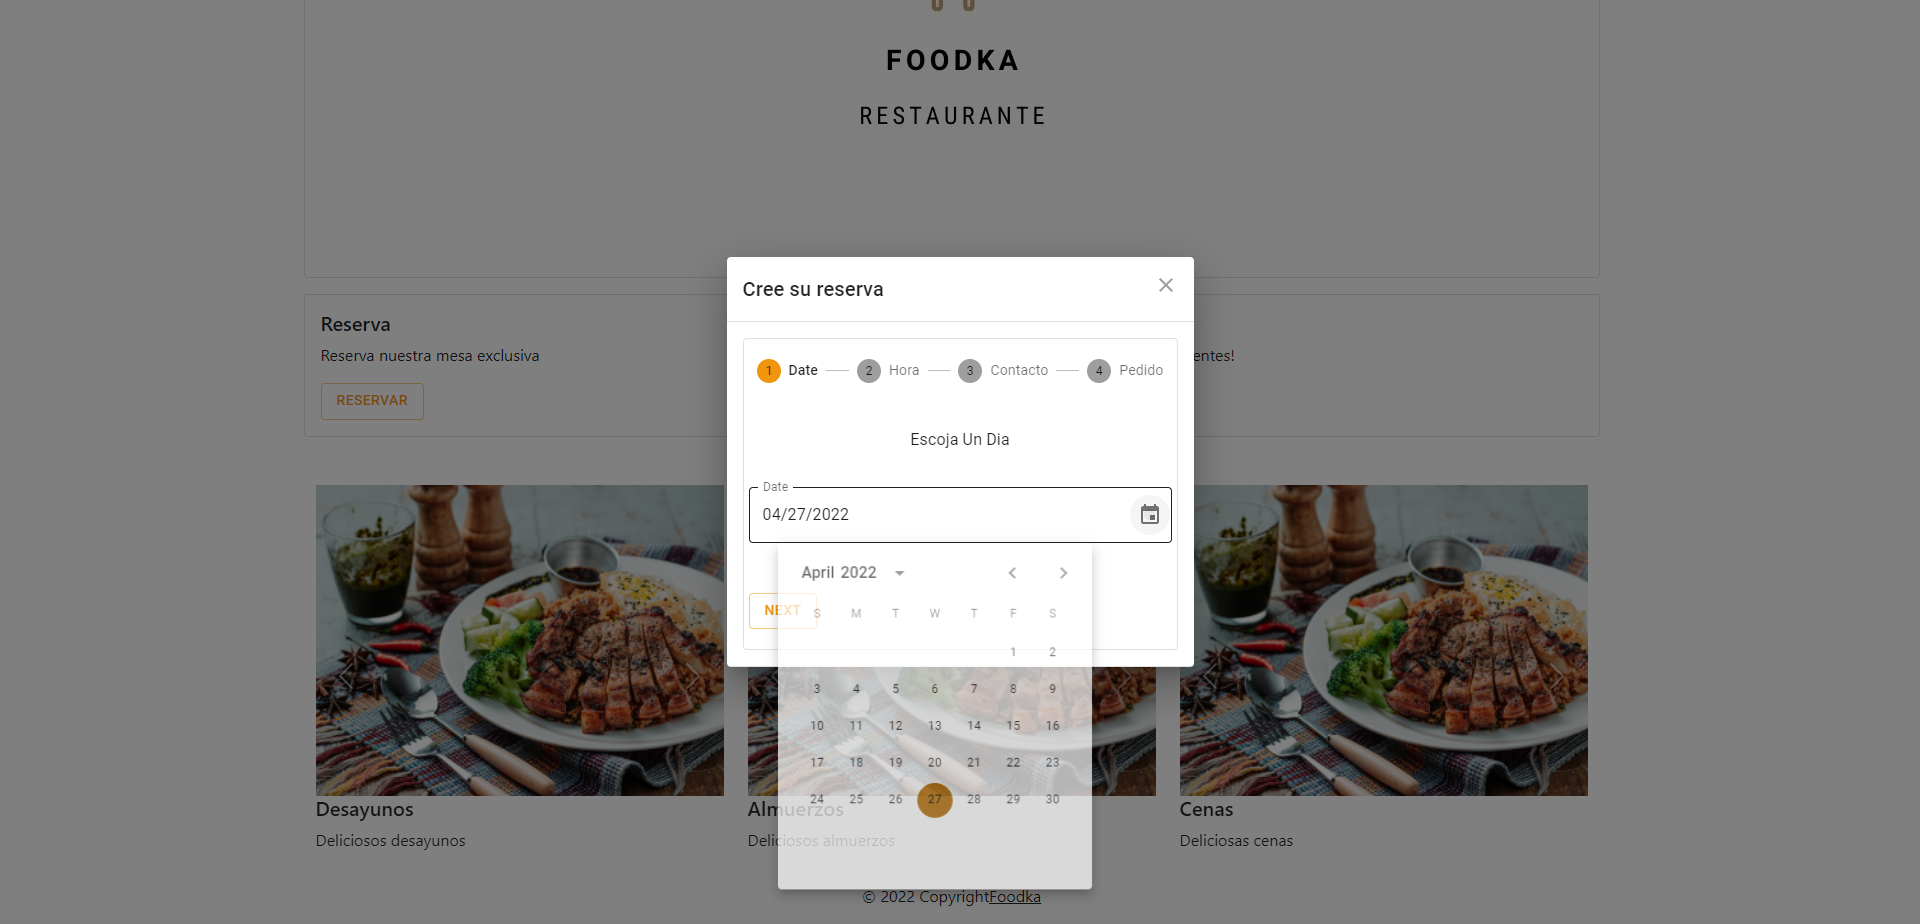 FOODKA
RESTAURANTE
Cree su reserva
Reserva
Reserva nuestra mesa exclusiva
entes!
RESERVAR
1 Date 2 Hora 3 Contacto 4 Pedido
Escoja Un Dia
Date
04/27/2022
April 2022
NEXT
S M T W T F S
1 2
3 4 5 6 7 8 9
10 11 12 13 14 15 16
17 18 19 20 21 22 23
24 25 26 27 28 29 30
Desayunos
Deliciosos desayunos
Almuerzos
Deliciosos almuerzos
Cenas
Deliciosas cenas
© 2022 CopyrightFoodka